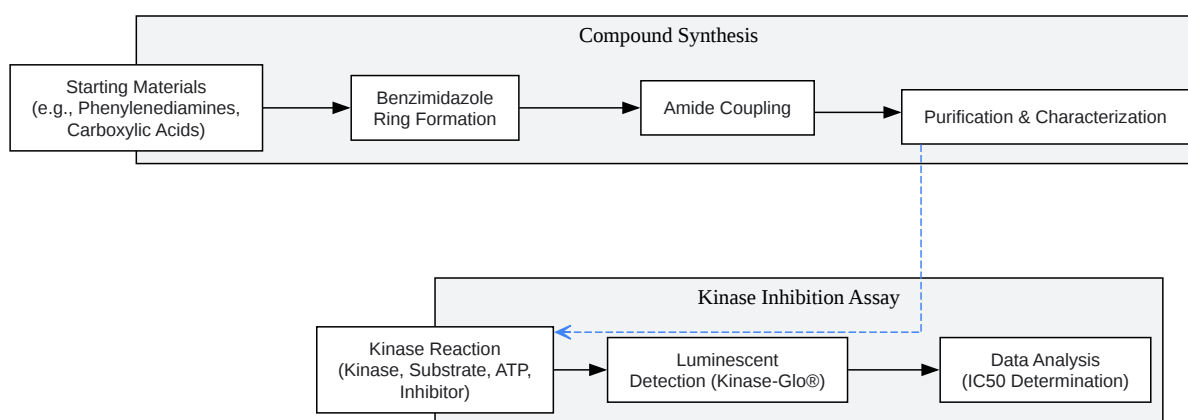 Compound Synthesis
Starting Materials
(e.g., Phenylenediamines,
Carboxylic Acids)
Benzimidazole
Ring Formation
Amide Coupling
Purification & Characterization
Kinase Inhibition Assay
Kinase Reaction
(Kinase, Substrate, ATP,
Inhibitor)
Luminescent
Detection (Kinase-Glo®)
Data Analysis
(IC50 Determination)